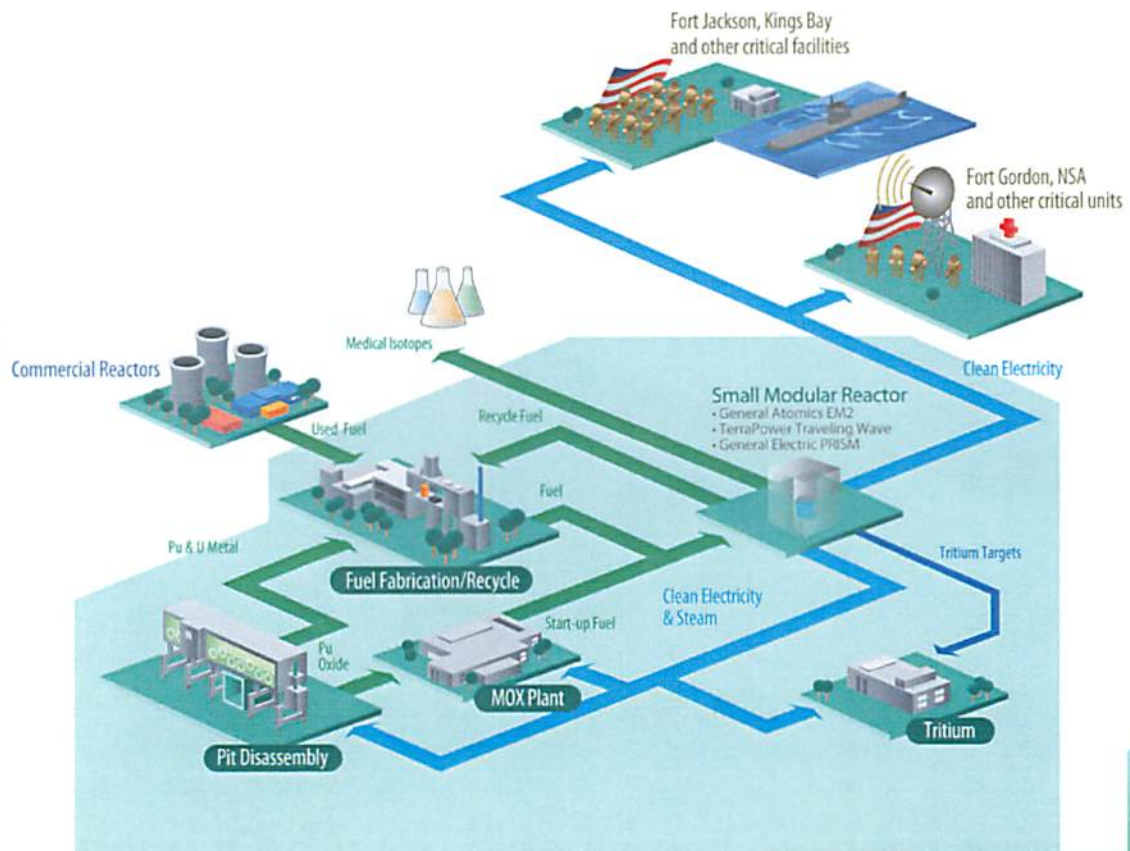 Fort Jackson, Kings Bay
and other critical facilities
Fort Gordon, NSA
and other critical units
Medical Isotopes
Commercial Reactors
Clean Electricity
Small Modular Reactor
• General Atomics EM2
• TerraPower Traveling Wave
• General Electric PRISM
Recycle Fuel
Used Fuel
Fuel
Pu & U Metal
Fuel Fabrication/Recycle
Tritium Targets
Clean Electricity
& Steam
Start-up Fuel
Pu
Oxide
MOX Plant
Tritium
Pit Disassembly